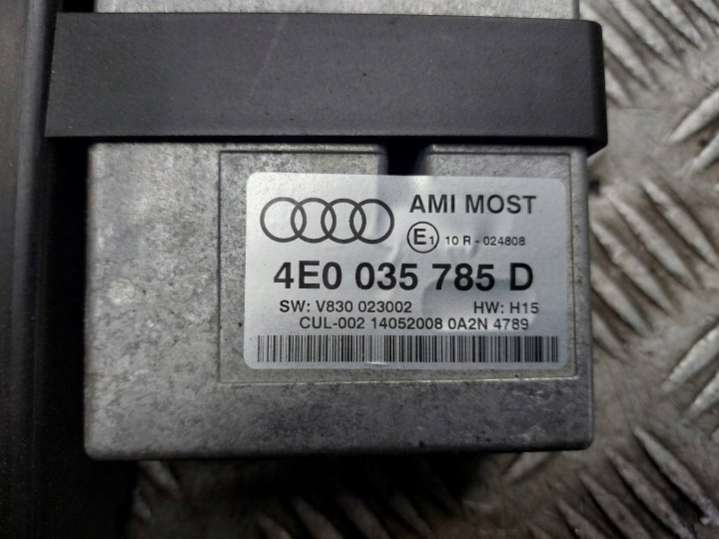 AMI MOST
E1 10 R - 024808
4E0 035 785 D
SW: V830 023002 HW: H15
CUL-002 14052008 0A2N 4789